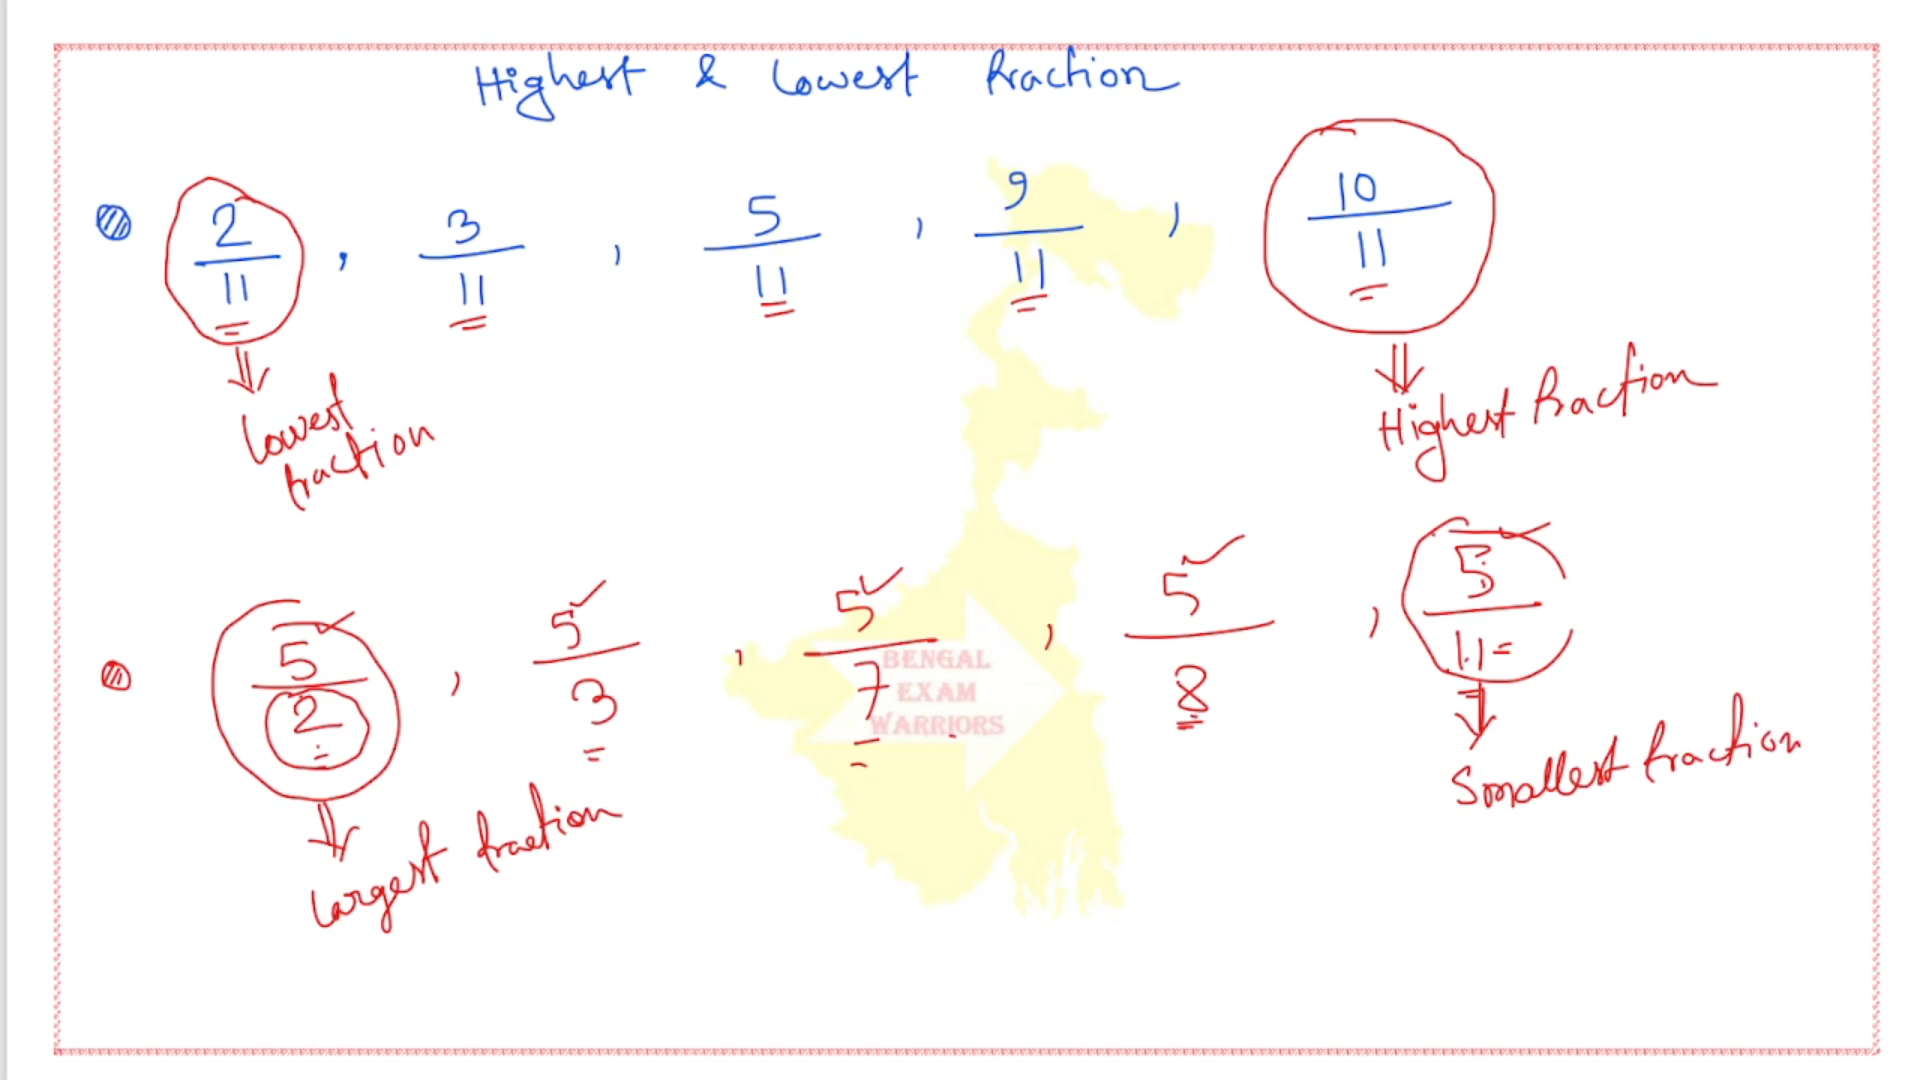 Highest & Lowest fraction
2/11 , 3/11 , 5/11 , 9/11 , 10/11
Lowest
fraction
Highest fraction
5/2 , 5/3 , 5/7 , 5/8 , 5/11
BENGAL
EXAM
WARRIORS
Largest fraction
Smallest fraction